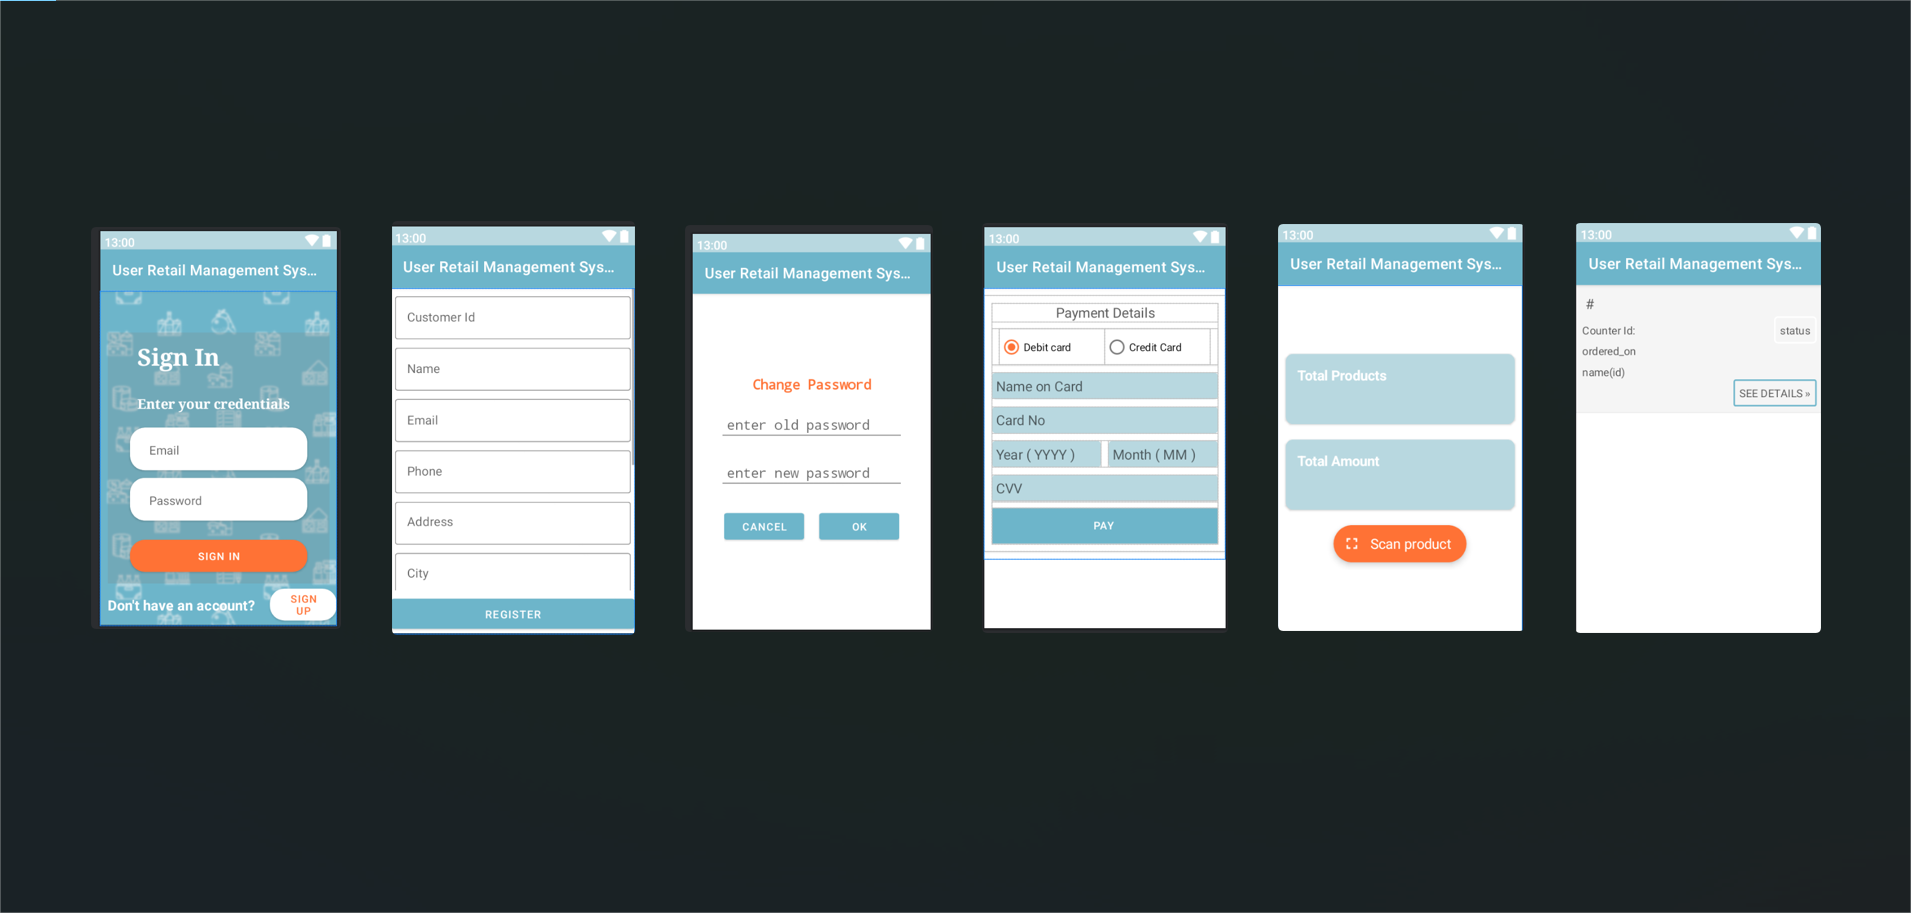 13:00
User Retail Management Sys...
Sign In
Enter your credentials
Email
Password
SIGN IN
Don't have an account?
SIGN
UP
13:00
User Retail Management Sys...
Customer Id
Name
Email
Phone
Address
City
REGISTER
13:00
User Retail Management Sys...
Change Password
enter old password
enter new password
CANCEL
OK
13:00
User Retail Management Sys...
Payment Details
Debit card
Credit Card
Name on Card
Card No
Year ( YYYY )
Month ( MM )
CVV
PAY
13:00
User Retail Management Sys...
Total Products
Total Amount
Scan product
13:00
User Retail Management Sys...
#
Counter Id:
status
ordered_on
name(id)
SEE DETAILS »